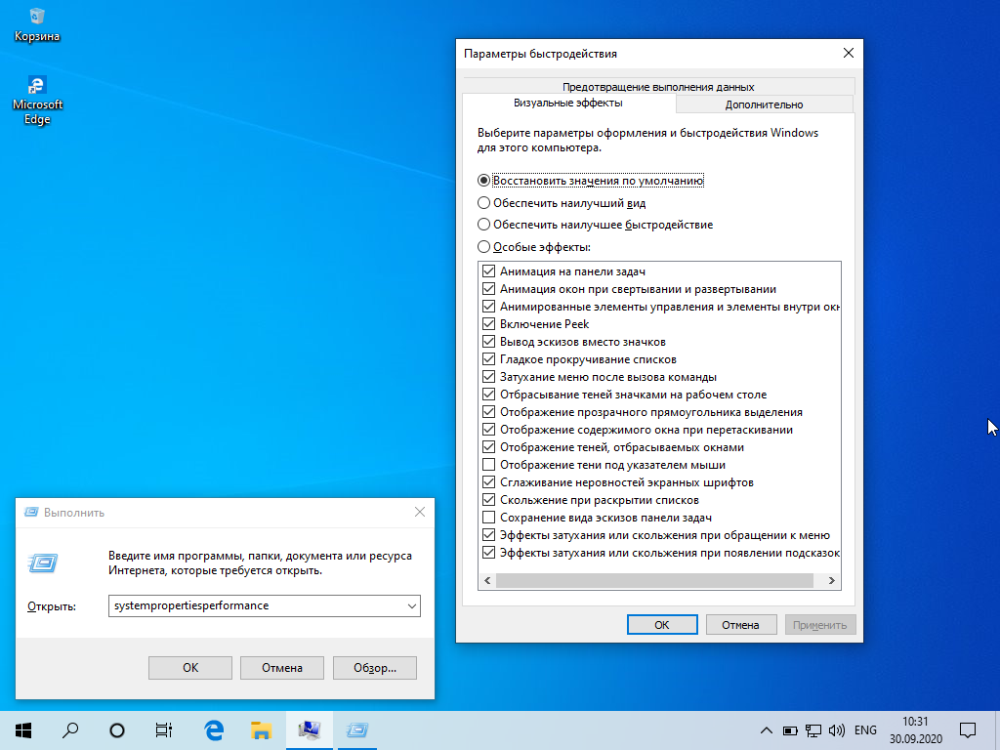 Корзина
Microsoft
Edge
Параметры быстродействия
Предотвращение выполнения данных
Визуальные эффекты
Дополнительно
Выберите параметры оформления и быстродействия Windows
для этого компьютера.
Восстановить значения по умолчанию
Обеспечить наилучший вид
Обеспечить наилучшее быстродействие
Особые эффекты:
Анимация на панели задач
Анимация окон при свертывании и развертывании
Анимированные элементы управления и элементы внутри окн
Включение Peek
Вывод эскизов вместо значков
Гладкое прокручивание списков
Затухание меню после вызова команды
Отбрасывание теней значками на рабочем столе
Отображение прозрачного прямоугольника выделения
Отображение содержимого окна при перетаскивании
Отображение теней, отбрасываемых окнами
Отображение тени под указателем мыши
Сглаживание неровностей экранных шрифтов
Скольжение при раскрытии списков
Сохранение вида эскизов панели задач
Эффекты затухания или скольжения при обращении к меню
Эффекты затухания или скольжения при появлении подсказок
OK
Отмена
Применить
Выполнить
Введите имя программы, папки, документа или ресурса
Интернета, которые требуется открыть.
Открыть:
systempropertiesperformance
OK
Отмена
Обзор...
ENG
10:31
30.09.2020